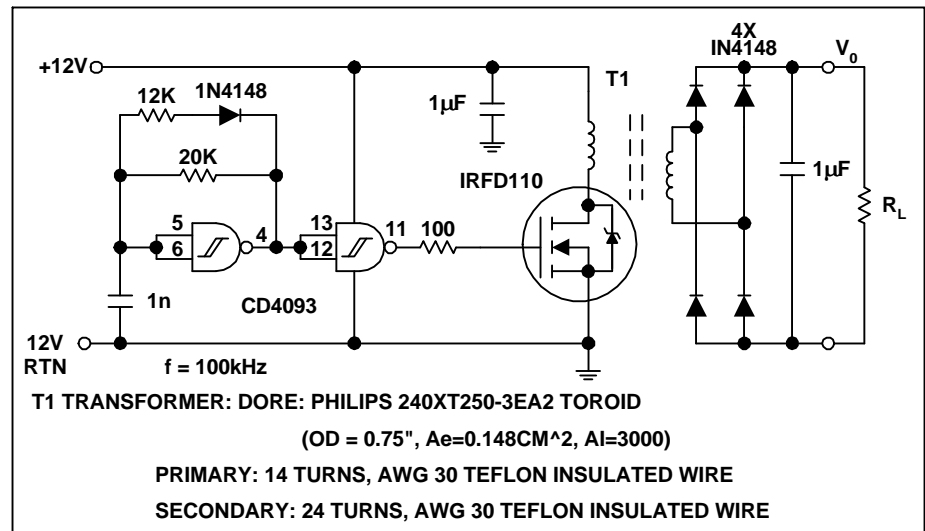 4X
IN4148
V0
+12V
T1
12K
1N4148
1µF
20K
IRFD110
1µF
RL
5
6
4
13
12
11
100
1n
CD4093
12V
RTN
f = 100kHz
T1 TRANSFORMER: DORE: PHILIPS 240XT250-3EA2 TOROID
(OD = 0.75", Ae=0.148CM^2, Al=3000)
PRIMARY: 14 TURNS, AWG 30 TEFLON INSULATED WIRE
SECONDARY: 24 TURNS, AWG 30 TEFLON INSULATED WIRE